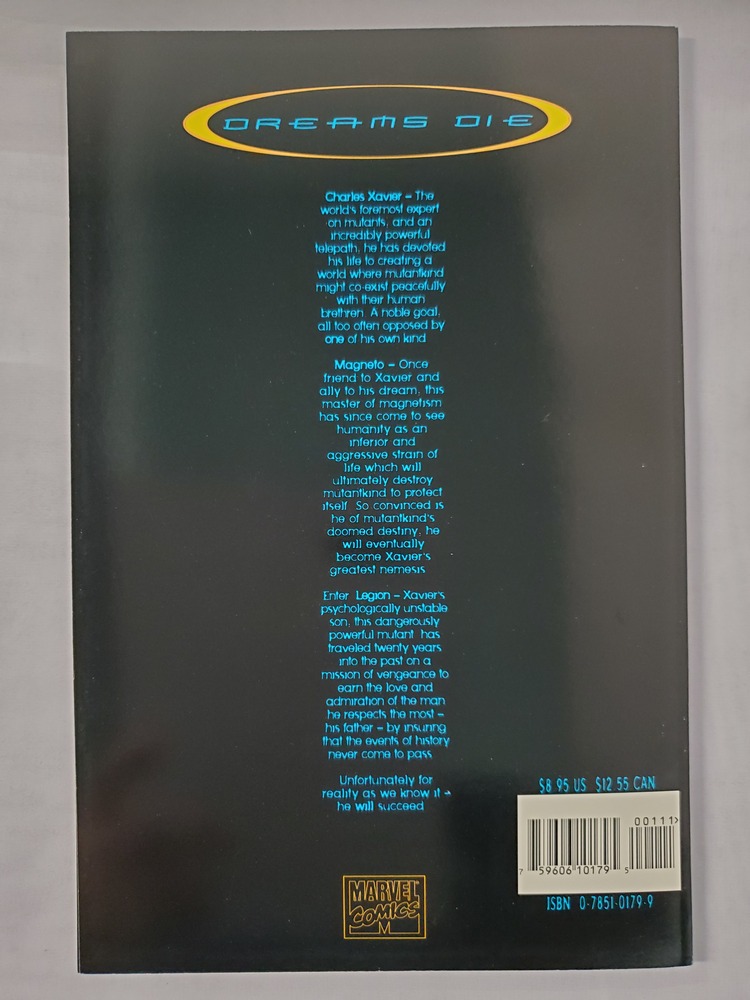 DREAMS DIE
Charles Xavier – The
world's foremost expert
on mutants, and an
incredibly powerful
telepath, he has devoted
his life to creating a
world where mutantkind
might co-exist peacefully
with their human
brethren. A noble goal,
all too often opposed by
one of his own kind
Magneto – Once
friend to Xavier and
ally to his dream, this
master of magnetism
has since come to see
humanity as an
inferior and
aggressive strain of
life which will
ultimately destroy
mutantkind to protect
itself. So convinced is
he of mutantkind's
doomed destiny, he
will eventually
become Xavier's
greatest nemesis
Enter Legion – Xavier's
psychologically unstable
son, this dangerously
powerful mutant has
traveled twenty years
into the past on a
mission of vengeance to
earn the love and
admiration of the man
he respects the most –
his father – by insuring
that the events of history
never come to pass
Unfortunately for
reality as we know it –
he will succeed
$8.95 US $12.55 CAN
00111>
7 59606 10179 5
ISBN 0-7851-0179-9
MARVEL
COMICS
M